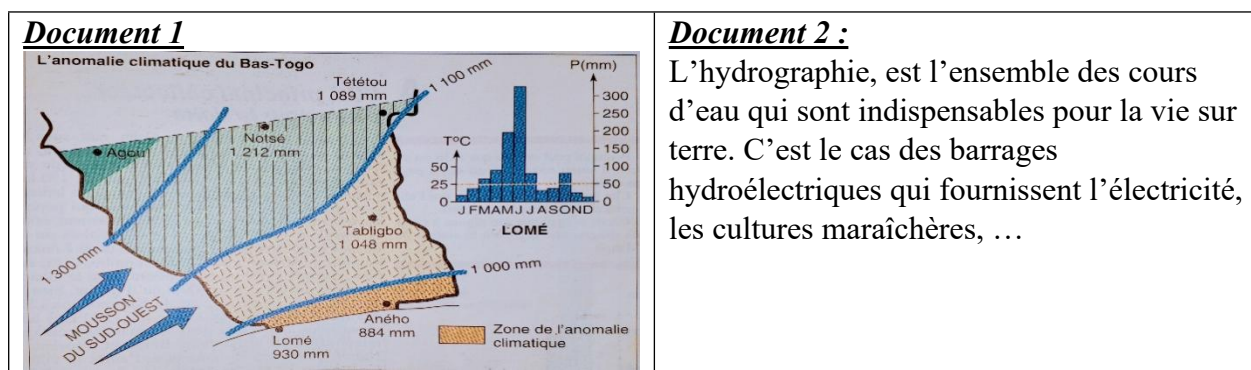 Document 1
L'anomalie climatique du Bas-Togo
Tététou
1 089 mm
1 100 mm
Notsé
1 212 mm
Agou
Tabligbo
1 048 mm
1 300 mm
1 000 mm
MOUSSON
DU SUD-OUEST
Lomé
930 mm
Aného
884 mm
Zone de l'anomalie
climatique
P(mm)
300
250
200
150
100
50
0
T°C
50
25
0
J F M A M J J A S O N D
LOMÉ
Document 2 :
L’hydrographie, est l’ensemble des cours
d’eau qui sont indispensables pour la vie sur
terre. C’est le cas des barrages
hydroélectriques qui fournissent l’électricité,
les cultures maraîchères, …